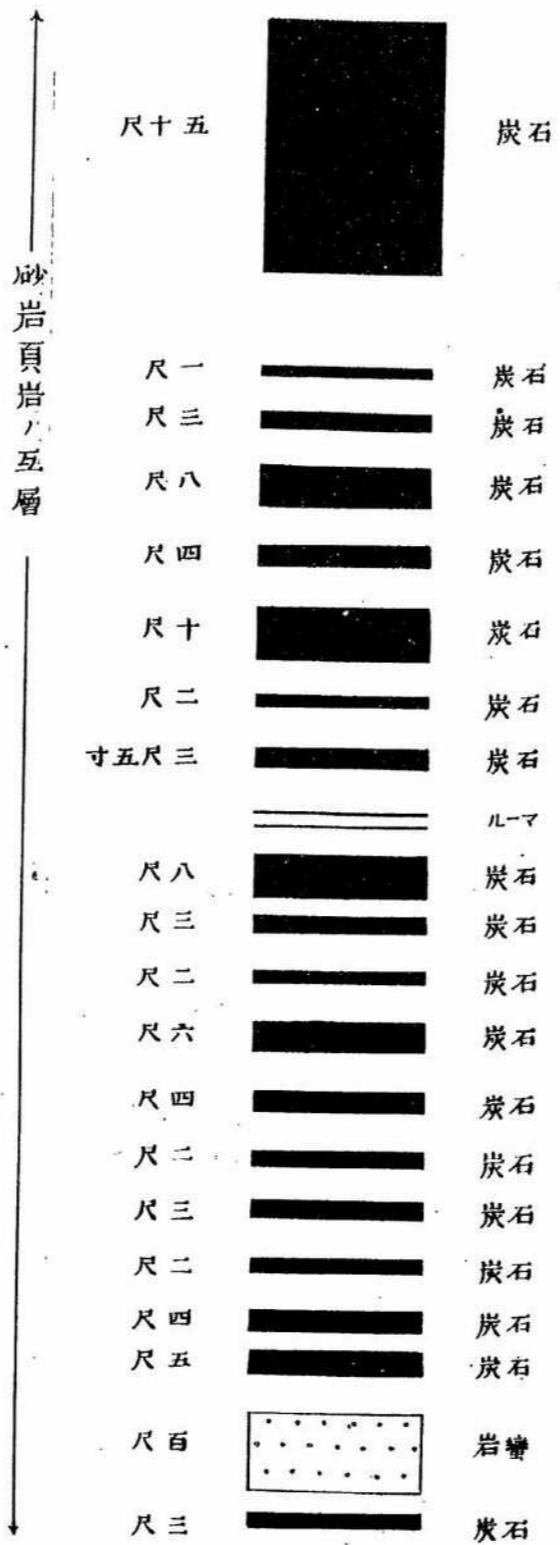 石炭 五十尺
石炭 一尺
石炭 三尺
石炭 八尺
石炭 四尺
石炭 十尺
石炭 二尺
石炭 三尺五寸
マール
石炭 八尺
石炭 三尺
石炭 二尺
石炭 六尺
石炭 四尺
石炭 二尺
石炭 三尺
石炭 二尺
石炭 四尺
石炭 五尺
蠻岩 百尺
石炭 三尺
砂岩頁岩ノ互層